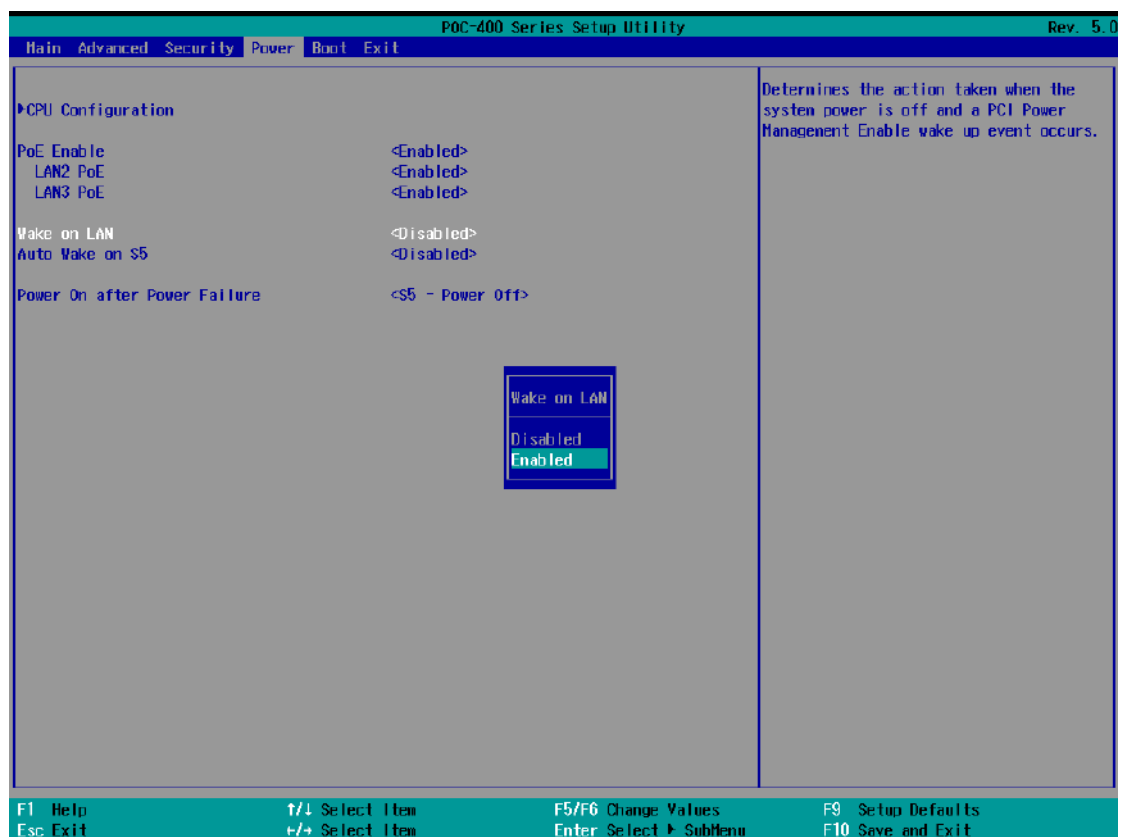 POC-400 Series Setup Utility Rev. 5.0
Main Advanced Security Power Boot Exit
▶CPU Configuration
PoE Enable <Enabled>
LAN2 PoE <Enabled>
LAN3 PoE <Enabled>
Wake on LAN <Disabled>
Auto Wake on S5 <Disabled>
Power On after Power Failure <S5 - Power Off>
Determines the action taken when the
system power is off and a PCI Power
Management Enable wake up event occurs.
Wake on LAN
Disabled
Enabled
F1 Help ↑/↓ Select Item F5/F6 Change Values F9 Setup Defaults
Esc Exit ←/→ Select Item Enter Select ▶ SubMenu F10 Save and Exit